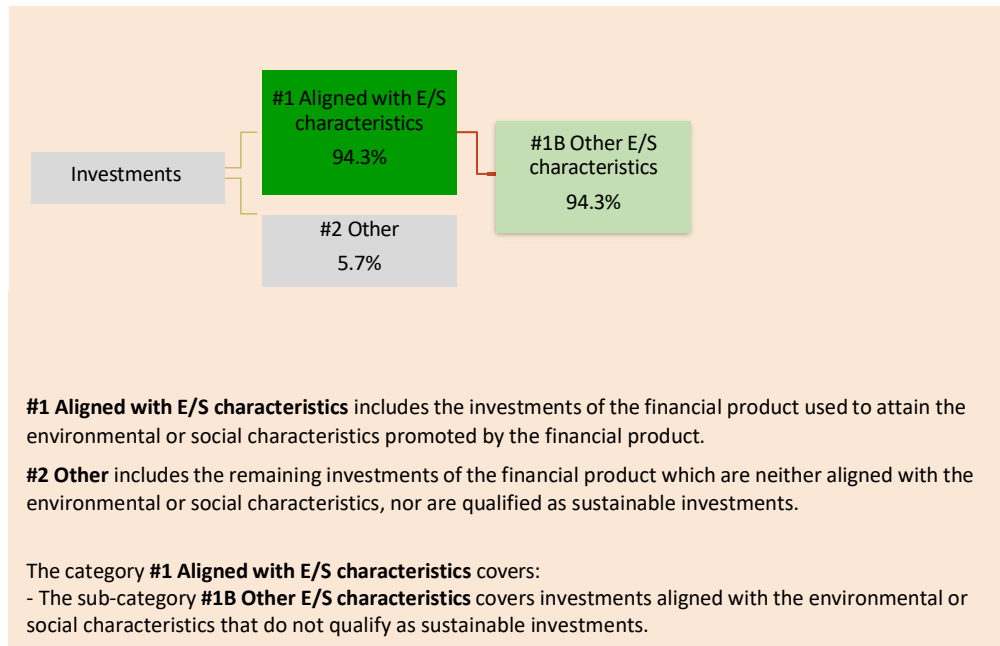 #1 Aligned with E/S
characteristics
94.3%
Investments
#1B Other E/S
characteristics
94.3%
#2 Other
5.7%
#1 Aligned with E/S characteristics includes the investments of the financial product used to attain the
environmental or social characteristics promoted by the financial product.
#2 Other includes the remaining investments of the financial product which are neither aligned with the
environmental or social characteristics, nor are qualified as sustainable investments.
The category #1 Aligned with E/S characteristics covers:
- The sub-category #1B Other E/S characteristics covers investments aligned with the environmental or
social characteristics that do not qualify as sustainable investments.